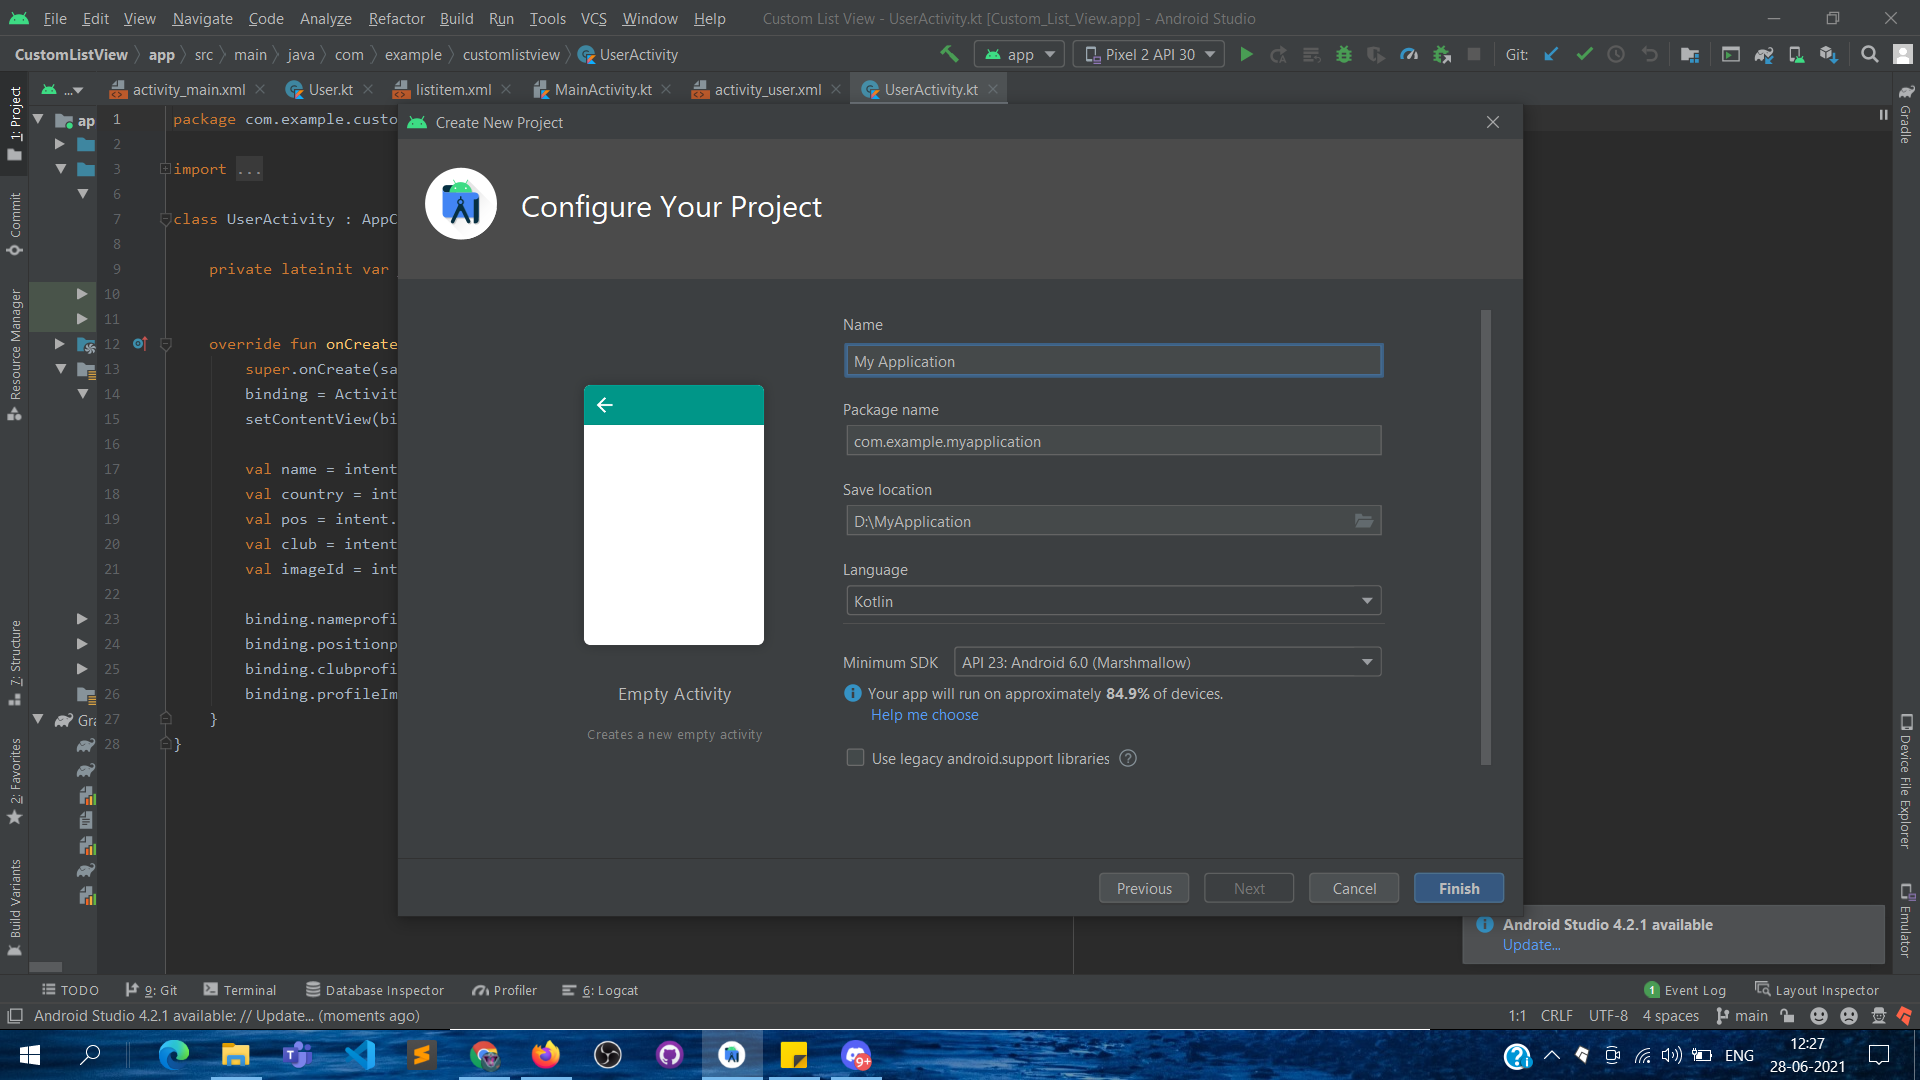 File Edit View Navigate Code Analyze Refactor Build Run Tools VCS Window Help Custom List View - UserActivity.kt [Custom_List_View.app] - Android Studio
CustomListView app src main java com example customlistview UserActivity app Pixel 2 API 30 Git:
... activity_main.xml User.kt listitem.xml MainActivity.kt activity_user.xml UserActivity.kt
1: Project
Commit
Resource Manager
7: Structure
2: Favorites
Build Variants
ap
Gra
1 package com.example.custo
2
3 import ...
6
7 class UserActivity : AppC
8
9 private lateinit var
10
11
12 override fun onCreate
13 super.onCreate(sa
14 binding = Activit
15 setContentView(bi
16
17 val name = intent
18 val country = int
19 val pos = intent.
20 val club = intent
21 val imageId = int
22
23 binding.nameprofi
24 binding.positionp
25 binding.clubprofi
26 binding.profileIm
27 }
28 }
Create New Project
Configure Your Project
Empty Activity
Creates a new empty activity
Name
My Application
Package name
com.example.myapplication
Save location
D:\MyApplication
Language
Kotlin
Minimum SDK API 23: Android 6.0 (Marshmallow)
Your app will run on approximately 84.9% of devices.
Help me choose
Use legacy android.support libraries ?
Previous Next Cancel Finish
Gradle
Device File Explorer
Emulator
Android Studio 4.2.1 available
Update...
TODO 9: Git Terminal Database Inspector Profiler 6: Logcat 1 Event Log Layout Inspector
Android Studio 4.2.1 available: // Update... (moments ago) 1:1 CRLF UTF-8 4 spaces main
9+ ENG 12:27
28-06-2021